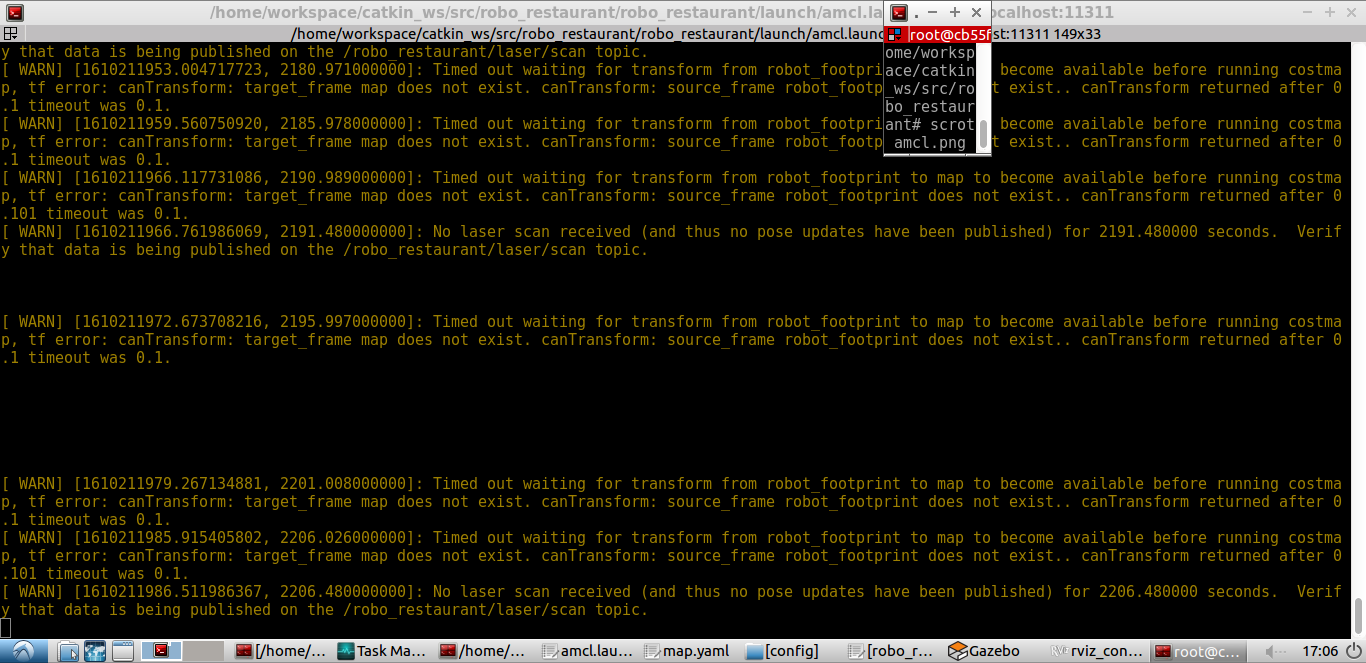 /home/workspace/catkin_ws/src/robo_restaurant/robo_restaurant/launch/amcl.la
ocalhost:11311
/home/workspace/catkin_ws/src/robo_restaurant/robo_restaurant/launch/amcl.launc
st:11311 149x33
.
root@cb55f
ome/worksp
ace/catkin
_ws/src/ro
bo_restaur
ant# scrot
 amcl.png
y that data is being published on the /robo_restaurant/laser/scan topic.
[ WARN] [1610211953.004717723, 2180.971000000]: Timed out waiting for transform from robot_footprin become available before running costma
p, tf error: canTransform: target_frame map does not exist. canTransform: source_frame robot_footp t exist.. canTransform returned after 0
.1 timeout was 0.1.
[ WARN] [1610211959.560750920, 2185.978000000]: Timed out waiting for transform from robot_footprin become available before running costma
p, tf error: canTransform: target_frame map does not exist. canTransform: source_frame robot_footp t exist.. canTransform returned after 0
.1 timeout was 0.1.
[ WARN] [1610211966.117731086, 2190.989000000]: Timed out waiting for transform from robot_footprint to map to become available before running costma
p, tf error: canTransform: target_frame map does not exist. canTransform: source_frame robot_footprint does not exist.. canTransform returned after 0
.101 timeout was 0.1.
[ WARN] [1610211966.761986069, 2191.480000000]: No laser scan received (and thus no pose updates have been published) for 2191.480000 seconds.  Verif
y that data is being published on the /robo_restaurant/laser/scan topic.
[ WARN] [1610211972.673708216, 2195.997000000]: Timed out waiting for transform from robot_footprint to map to become available before running costma
p, tf error: canTransform: target_frame map does not exist. canTransform: source_frame robot_footprint does not exist.. canTransform returned after 0
.1 timeout was 0.1.
[ WARN] [1610211979.267134881, 2201.008000000]: Timed out waiting for transform from robot_footprint to map to become available before running costma
p, tf error: canTransform: target_frame map does not exist. canTransform: source_frame robot_footprint does not exist.. canTransform returned after 0
.1 timeout was 0.1.
[ WARN] [1610211985.915405802, 2206.026000000]: Timed out waiting for transform from robot_footprint to map to become available before running costma
p, tf error: canTransform: target_frame map does not exist. canTransform: source_frame robot_footprint does not exist.. canTransform returned after 0
.101 timeout was 0.1.
[ WARN] [1610211986.511986367, 2206.480000000]: No laser scan received (and thus no pose updates have been published) for 2206.480000 seconds.  Verif
y that data is being published on the /robo_restaurant/laser/scan topic.
[/home/... Task Ma... /home/... amcl.lau... map.yaml [config] [robo_r... Gazebo rviz_con... root@c... 17:06